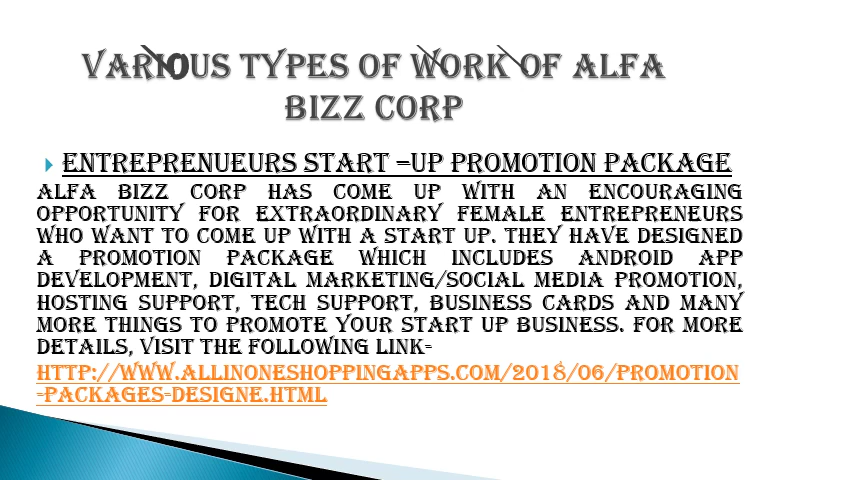 VARIOUS TYPES OF WORK OF ALFA
BIZZ CORP
ENTREPRENUEURS START –UP PROMOTION PACKAGE
ALFA BIZZ CORP HAS COME UP WITH AN ENCOURAGING
OPPORTUNITY FOR EXTRAORDINARY FEMALE ENTREPRENEURS
WHO WANT TO COME UP WITH A START UP. THEY HAVE DESIGNED
A PROMOTION PACKAGE WHICH INCLUDES ANDROID APP
DEVELOPMENT, DIGITAL MARKETING/SOCIAL MEDIA PROMOTION,
HOSTING SUPPORT, TECH SUPPORT, BUSINESS CARDS AND MANY
MORE THINGS TO PROMOTE YOUR START UP BUSINESS. FOR MORE
DETAILS, VISIT THE FOLLOWING LINK-
HTTP://WWW.ALLINONESHOPPINGAPPS.COM/2018/06/PROMOTION
-PACKAGES-DESIGNE.HTML